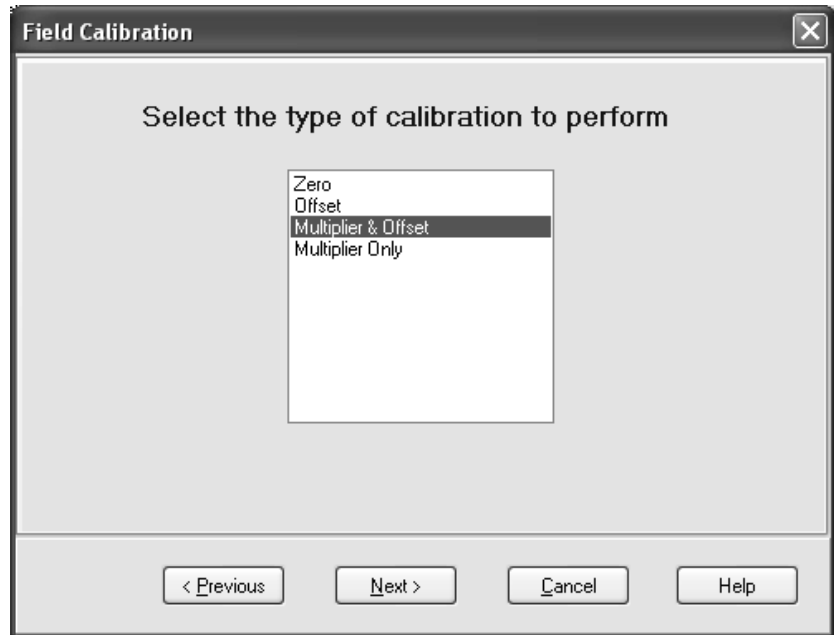 Field Calibration
Select the type of calibration to perform
Zero
Offset
Multiplier & Offset
Multiplier Only
< Previous
Next >
Cancel
Help